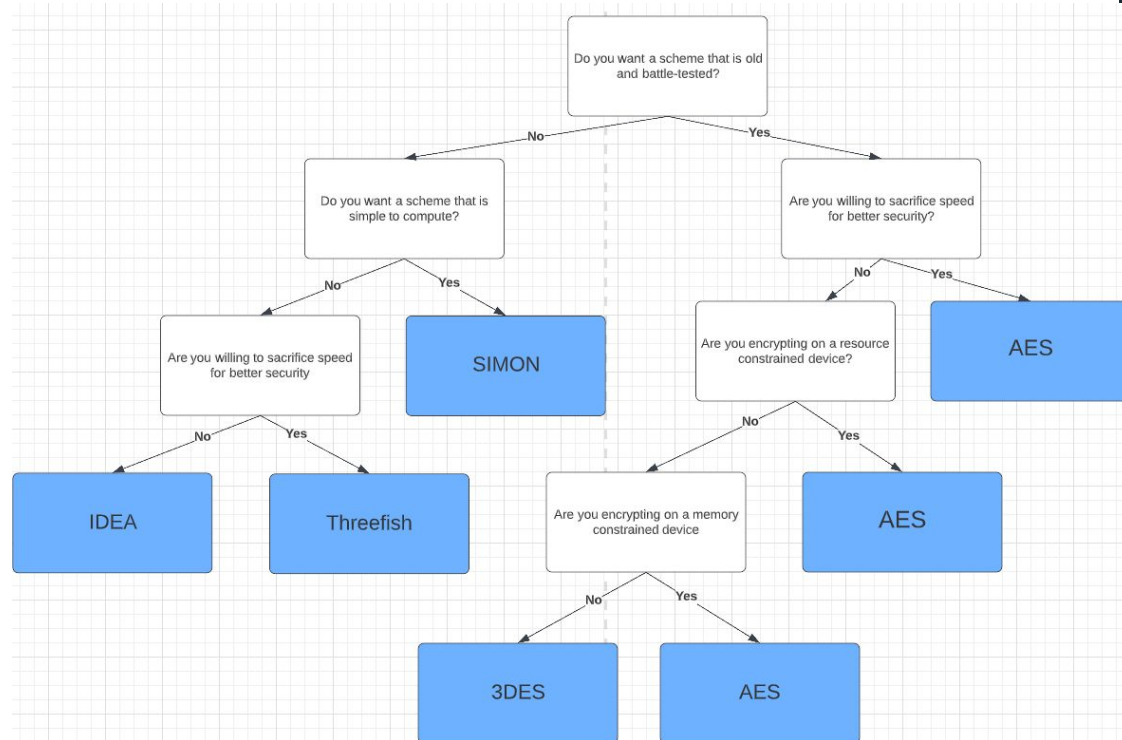 Do you want a scheme that is old
and battle-tested?
No
Yes
Do you want a scheme that is
simple to compute?
Are you willing to sacrifice speed
for better security?
No
Yes
No
Yes
Are you willing to sacrifice speed
for better security
SIMON
Are you encrypting on a resource
constrained device?
AES
No
Yes
No
Yes
IDEA
Threefish
Are you encrypting on a memory
constrained device
AES
No
Yes
3DES
AES